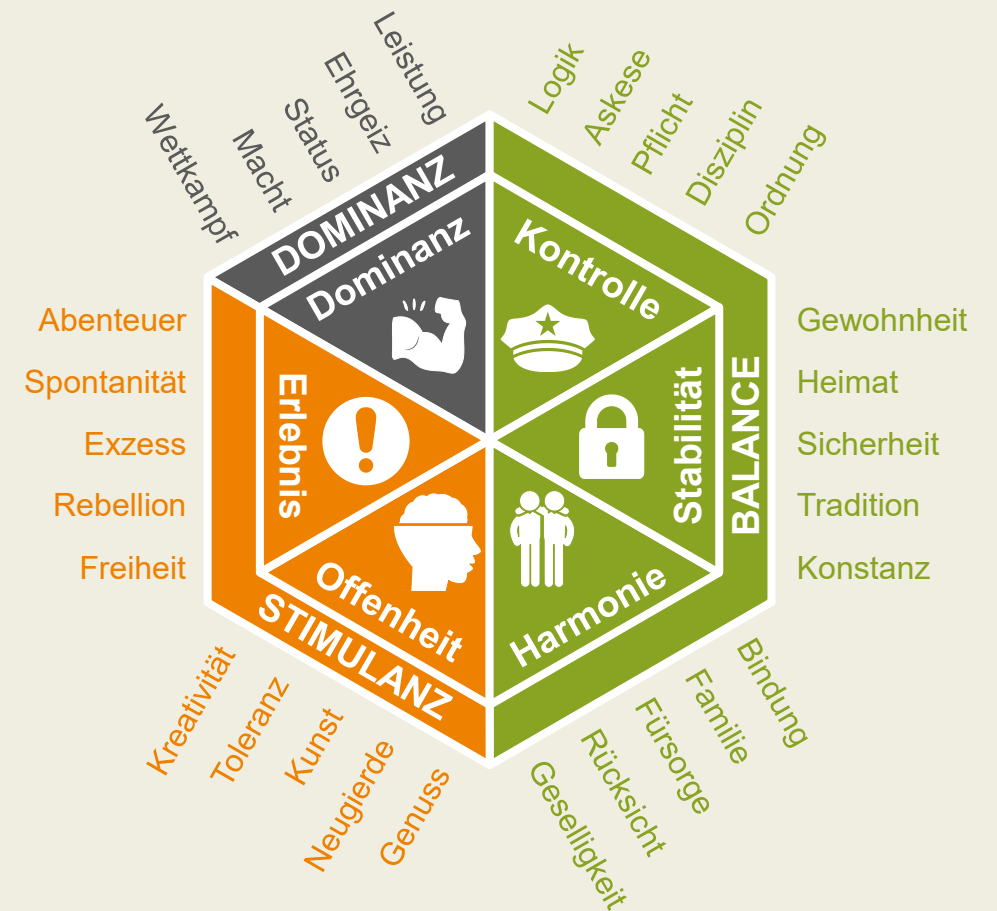 Leistung
Ehrgeiz
Status
Macht
Wettkampf
Logik
Askese
Pflicht
Disziplin
Ordnung
DOMINANZ
Dominanz
Kontrolle
Abenteuer
Spontanität
Exzess
Rebellion
Freiheit
Erlebnis
Stabilität
BALANCE
Gewohnheit
Heimat
Sicherheit
Tradition
Konstanz
Offenheit
STIMULANZ
Harmonie
Kreativität
Toleranz
Kunst
Neugierde
Genuss
Bindung
Familie
Fürsorge
Rücksicht
Geselligkeit